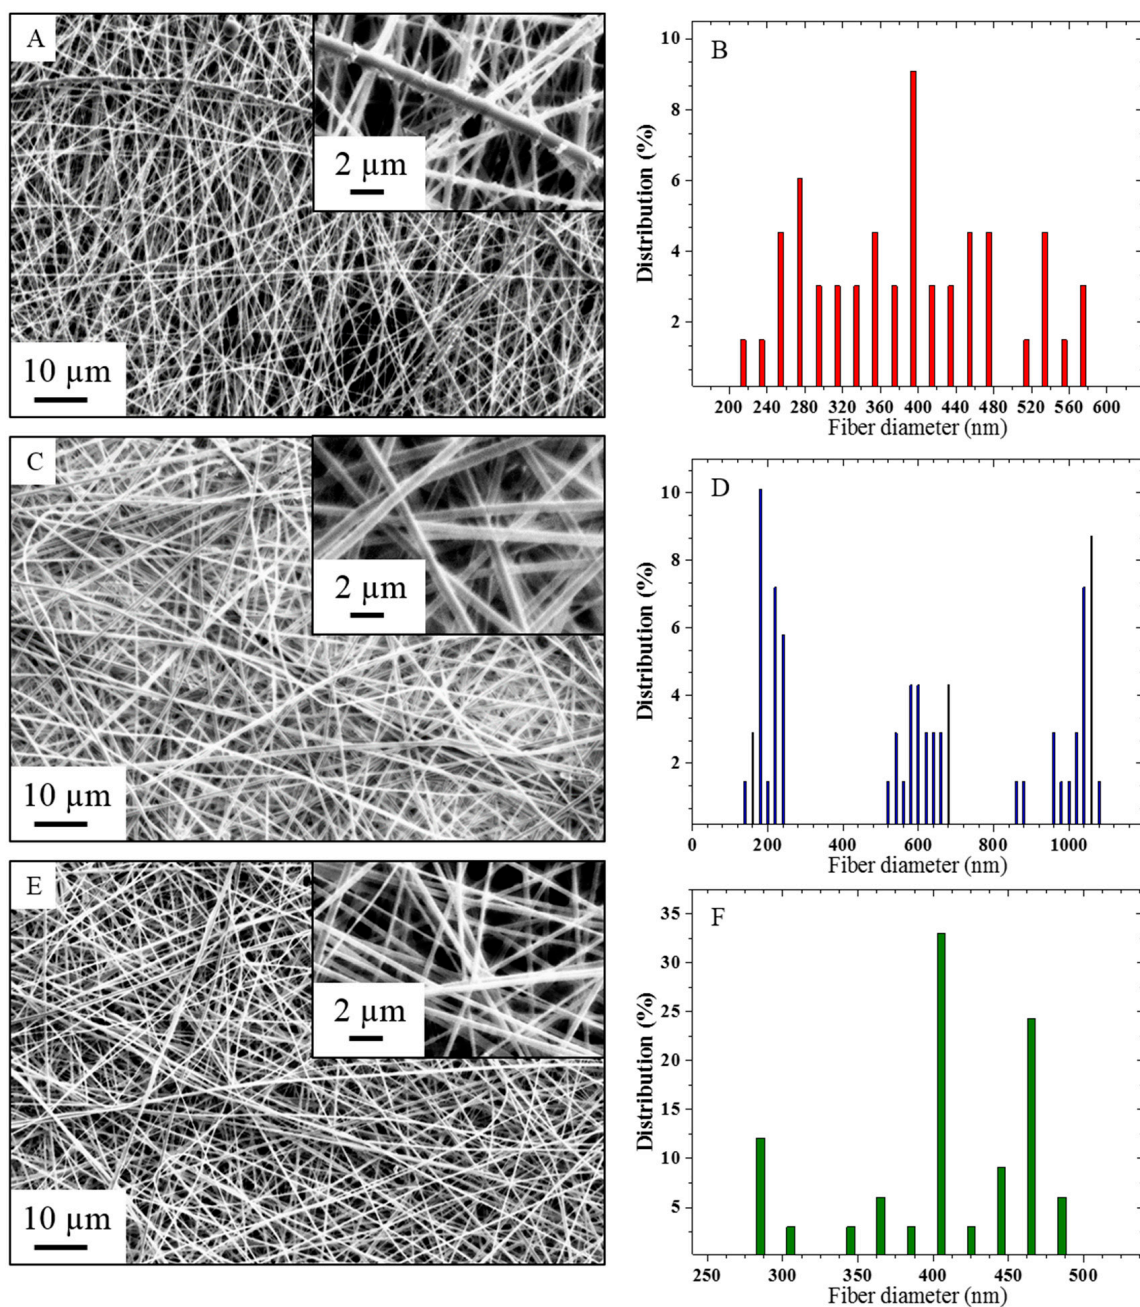 A
2 µm
10 µm
B
Distribution (%)
10
8
6
4
2
200 240 280 320 360 400 440 480 520 560 600
Fiber diameter (nm)
C
2 µm
10 µm
D
Distribution (%)
10
8
6
4
2
0 200 400 600 800 1000
Fiber diameter (nm)
E
2 µm
10 µm
F
Distribution (%)
35
30
25
20
15
10
5
250 300 350 400 450 500
Fiber diameter (nm)